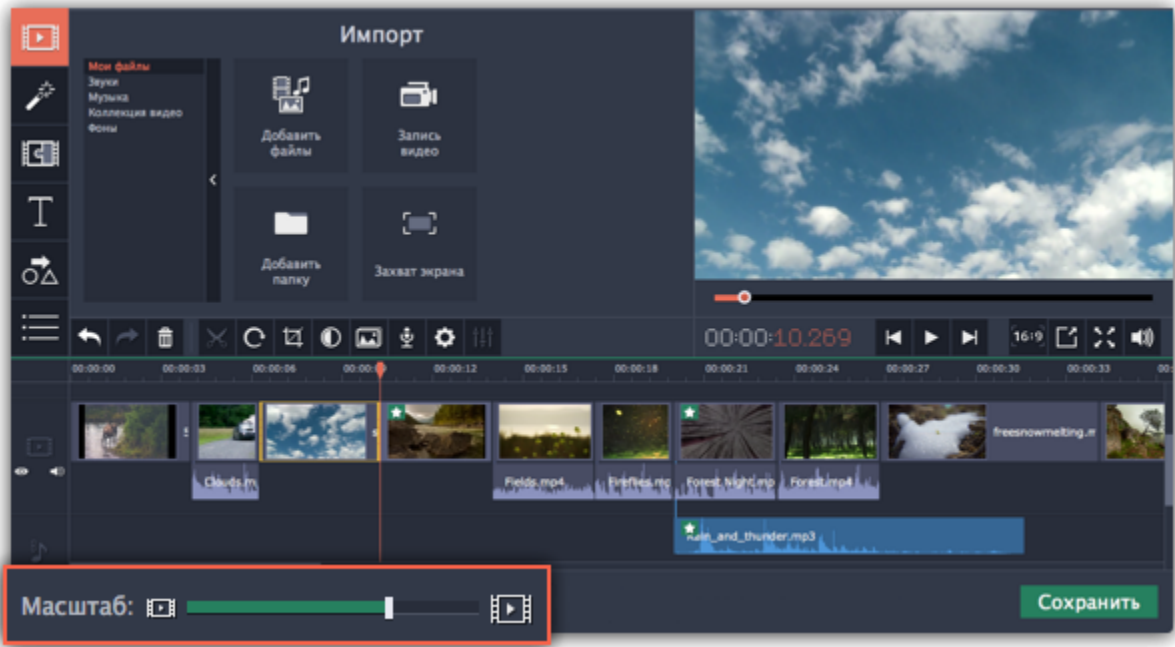 Импорт
Мои файлы
Звуки
Музыка
Коллекция видео
Фоны
Добавить
файлы
Запись
видео
Добавить
папку
Захват экрана
T
00:00:10.269
16:9
00:00:00 00:00:03 00:00:06 00:00:12 00:00:15 00:00:18 00:00:21 00:00:24 00:00:27 00:00:30 00:00:33
freesnowmelting.m
Clouds.m Fields.mp4 Fireflies.mp Forest_Night.mp Forest.mp4
Rain_and_thunder.mp3
Масштаб:
Сохранить